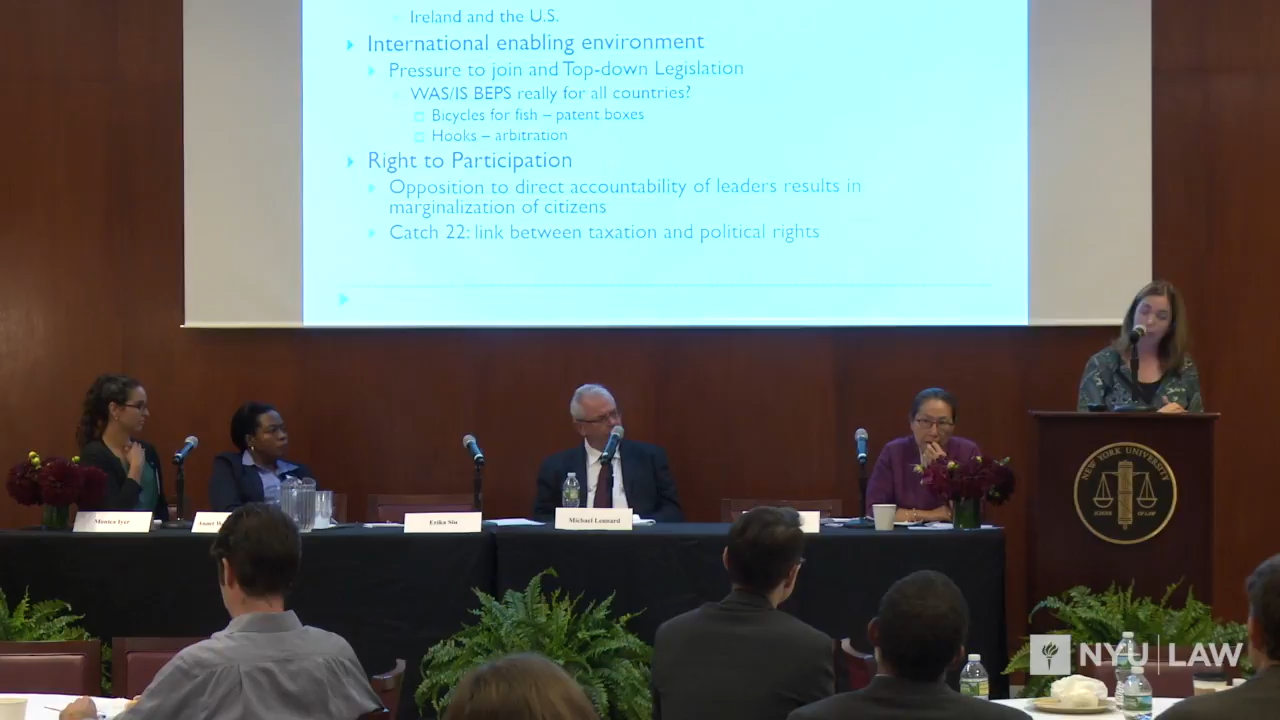 Ireland and the U.S.
International enabling environment
Pressure to join and Top-down Legislation
WAS/IS BEPS really for all countries?
Bicycles for fish – patent boxes
Hooks – arbitration
Right to Participation
Opposition to direct accountability of leaders results in
marginalization of citizens
Catch 22: link between taxation and political rights
Monica Iyer
Erika Siu
Michael Lennard
NEW YORK UNIVERSITY
SCHOOL OF LAW
NYU LAW